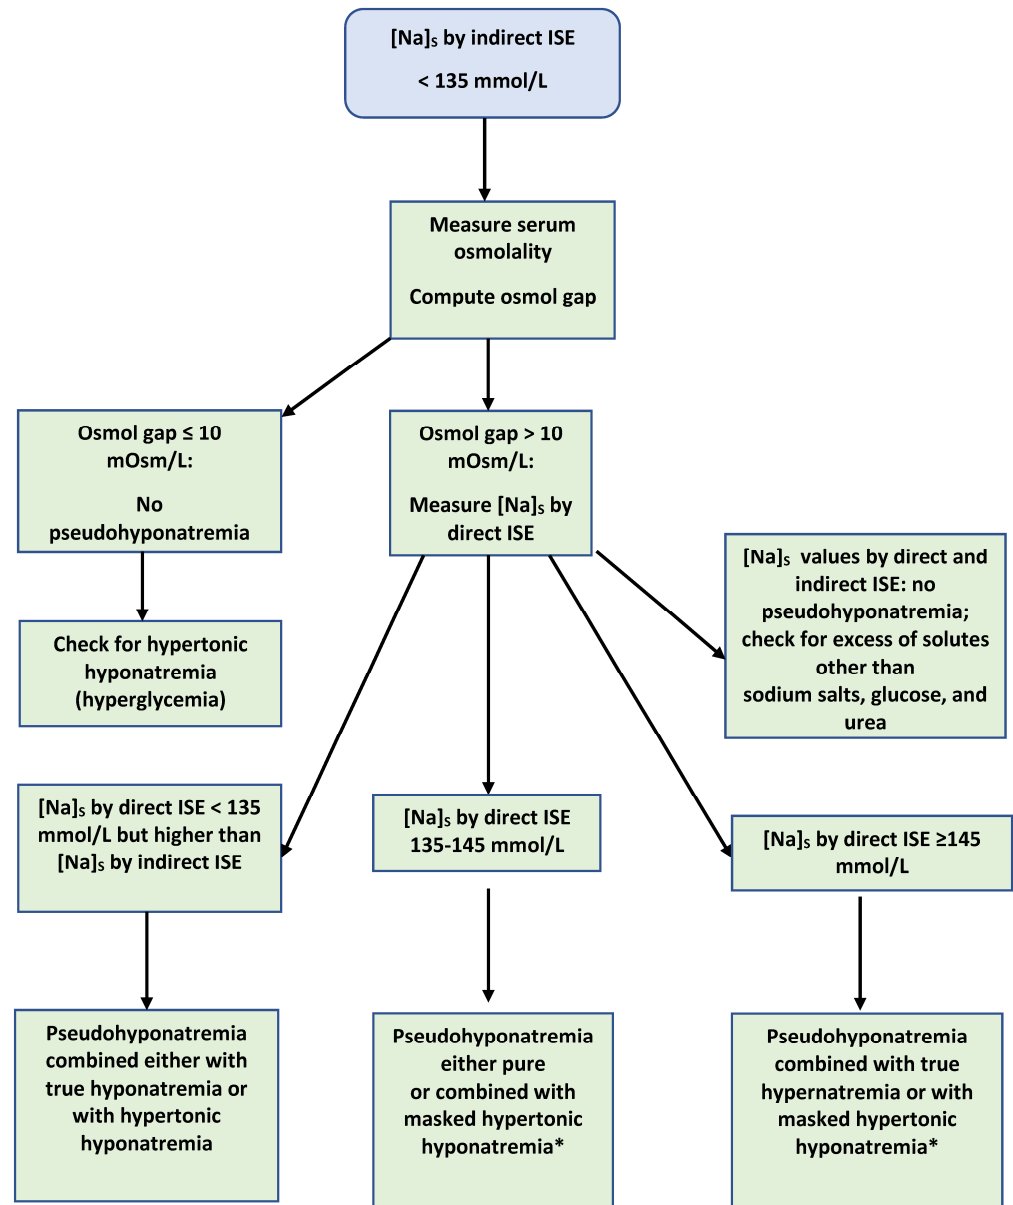 [Na]S by indirect ISE
< 135 mmol/L
Measure serum
osmolality
Compute osmol gap
Osmol gap ≤ 10
mOsm/L:
No
pseudohyponatremia
Osmol gap > 10
mOsm/L:
Measure [Na]S by
direct ISE
[Na]S values by direct and
indirect ISE: no
pseudohyponatremia;
check for excess of solutes
other than
sodium salts, glucose, and
urea
Check for hypertonic
hyponatremia
(hyperglycemia)
[Na]S by direct ISE < 135
mmol/L but higher than
[Na]S by indirect ISE
[Na]S by direct ISE
135-145 mmol/L
[Na]S by direct ISE ≥145
mmol/L
Pseudohyponatremia
combined either with
true hyponatremia or
with hypertonic
hyponatremia
Pseudohyponatremia
either pure
or combined with
masked hypertonic
hyponatremia*
Pseudohyponatremia
combined with true
hypernatremia or with
masked hypertonic
hyponatremia*